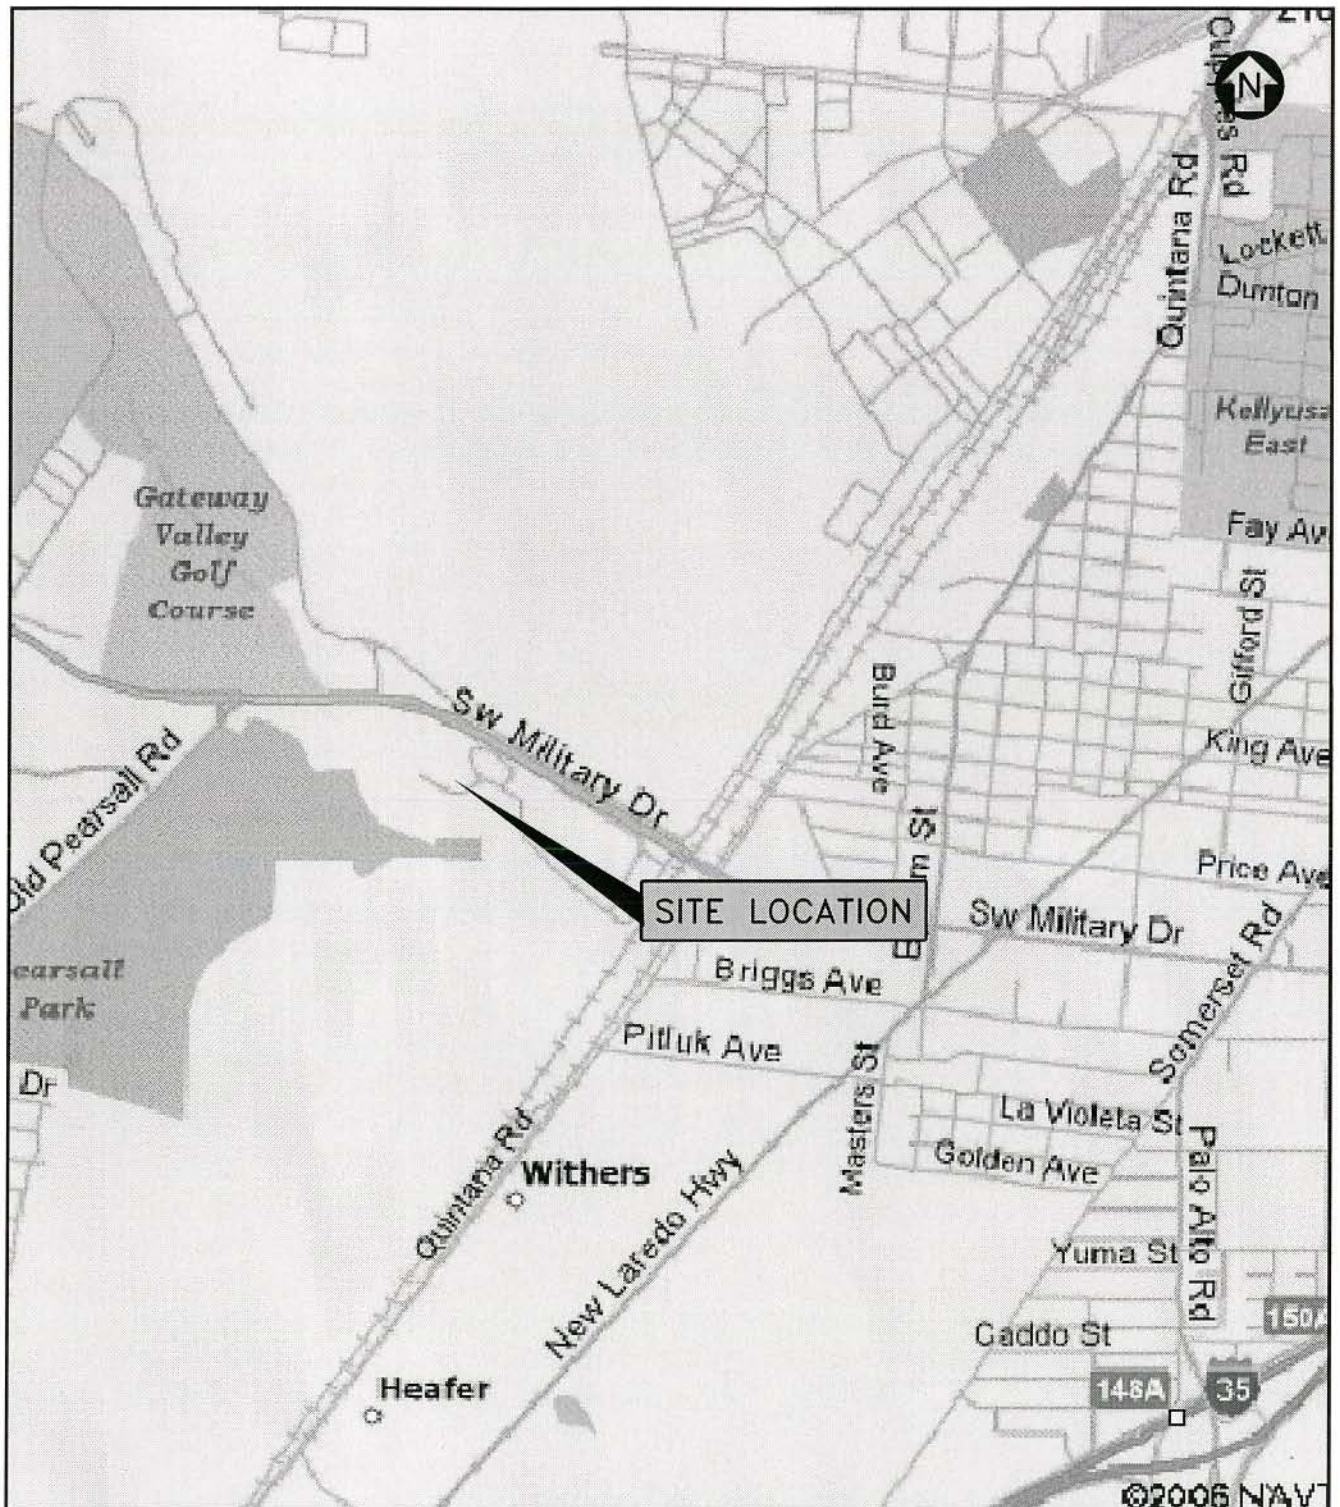 N
Quintana Rd
Rd
Lockett
Dunton
Kellyusa
East
Fay Av
Gateway
Valley
Golf
Course
Gifford St
Burd Ave
King Ave
Sw Military Dr
Old Pearsall Rd
Price Ave
SITE LOCATION
Sw Military Dr
Somerset Rd
earsall
Park
Briggs Ave
Pitluk Ave
Masters St
Dr
La Violeta St
Golden Ave
Palo Alto Rd
Quintana Rd
Withers
New Laredo Hwy
Yuma St
Caddo St
150A
148A
35
Heafer
©2006 NAVT